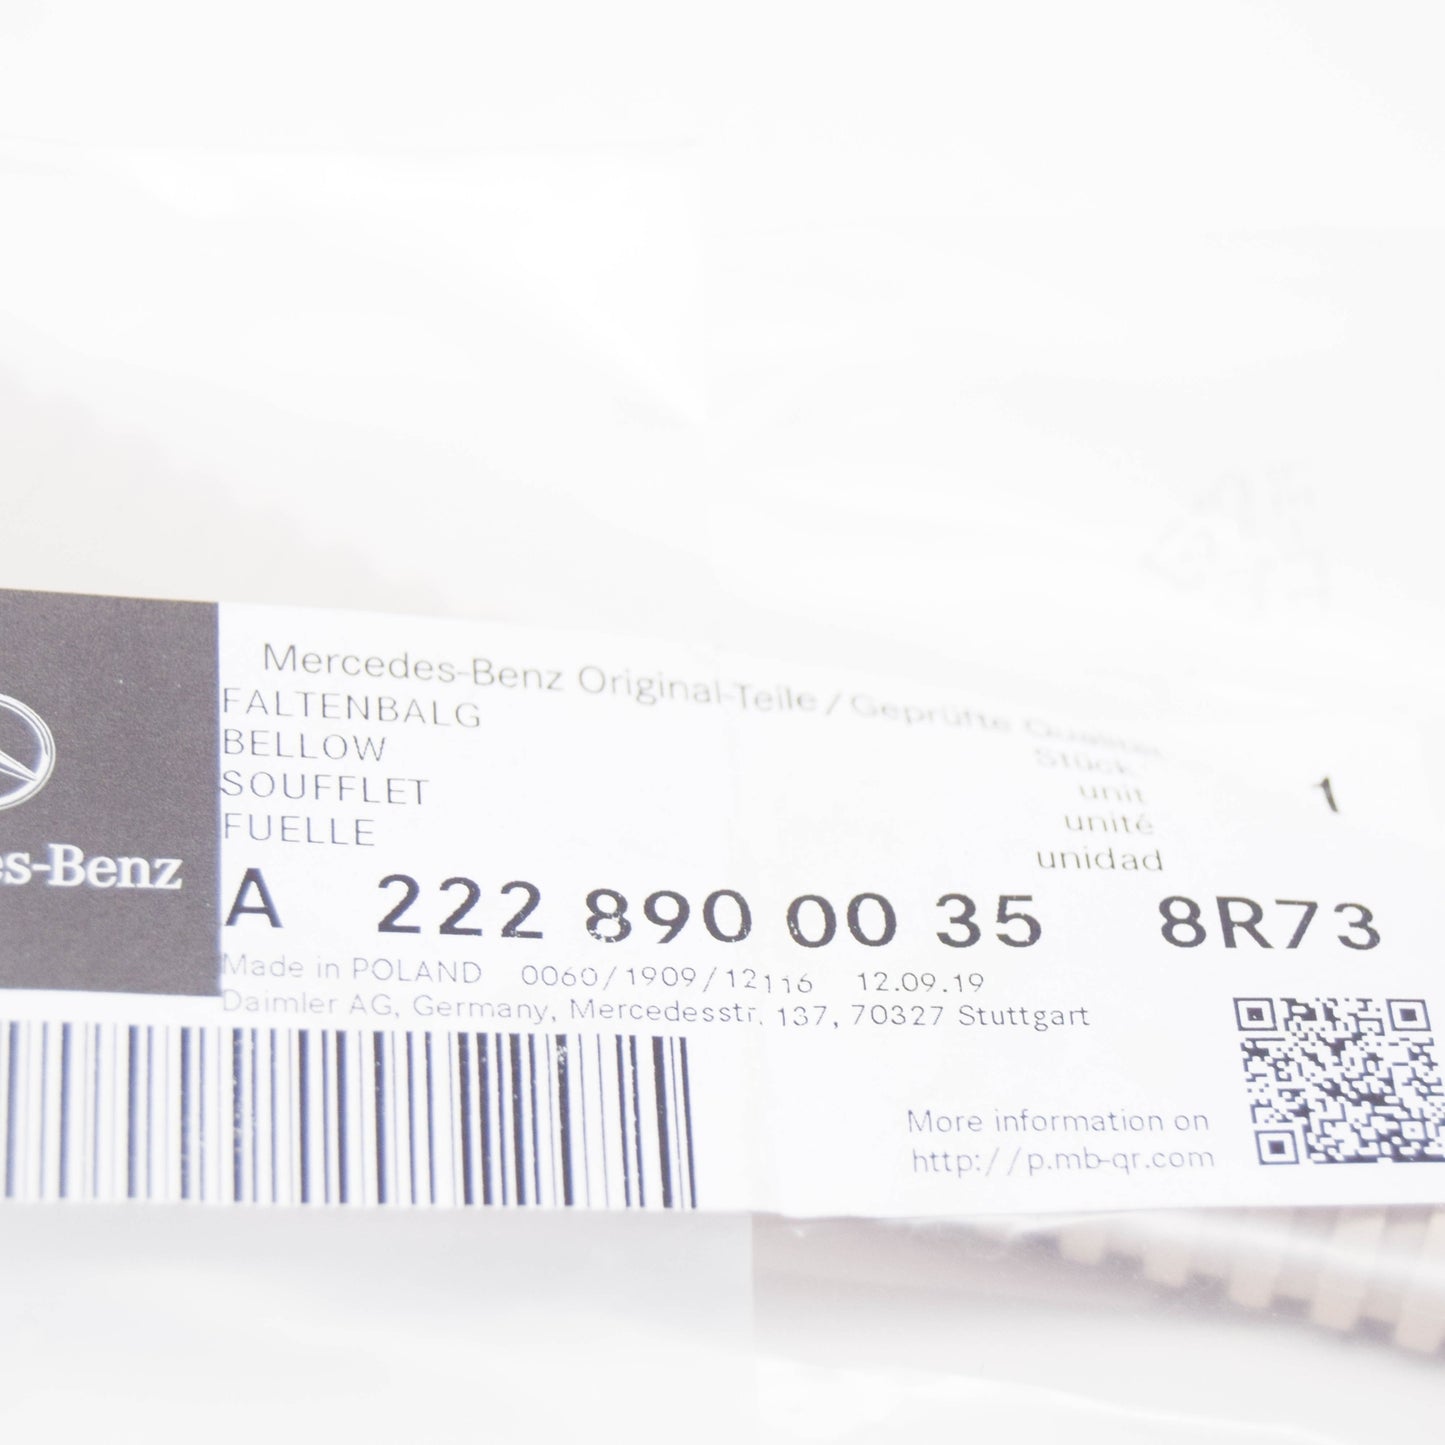 Mercedes-Benz Original-Teile / Geprüfte Qualität
FALTENBALG
BELLOW
SOUFFLET
FUELLE
Stück
unit
unité
unidad
1
es-Benz
A 222 890 00 35 8R73
Made in POLAND 0060/1909/12116 12.09.19
Daimler AG, Germany, Mercedesstr. 137, 70327 Stuttgart
More information on
http://p.mb-qr.com